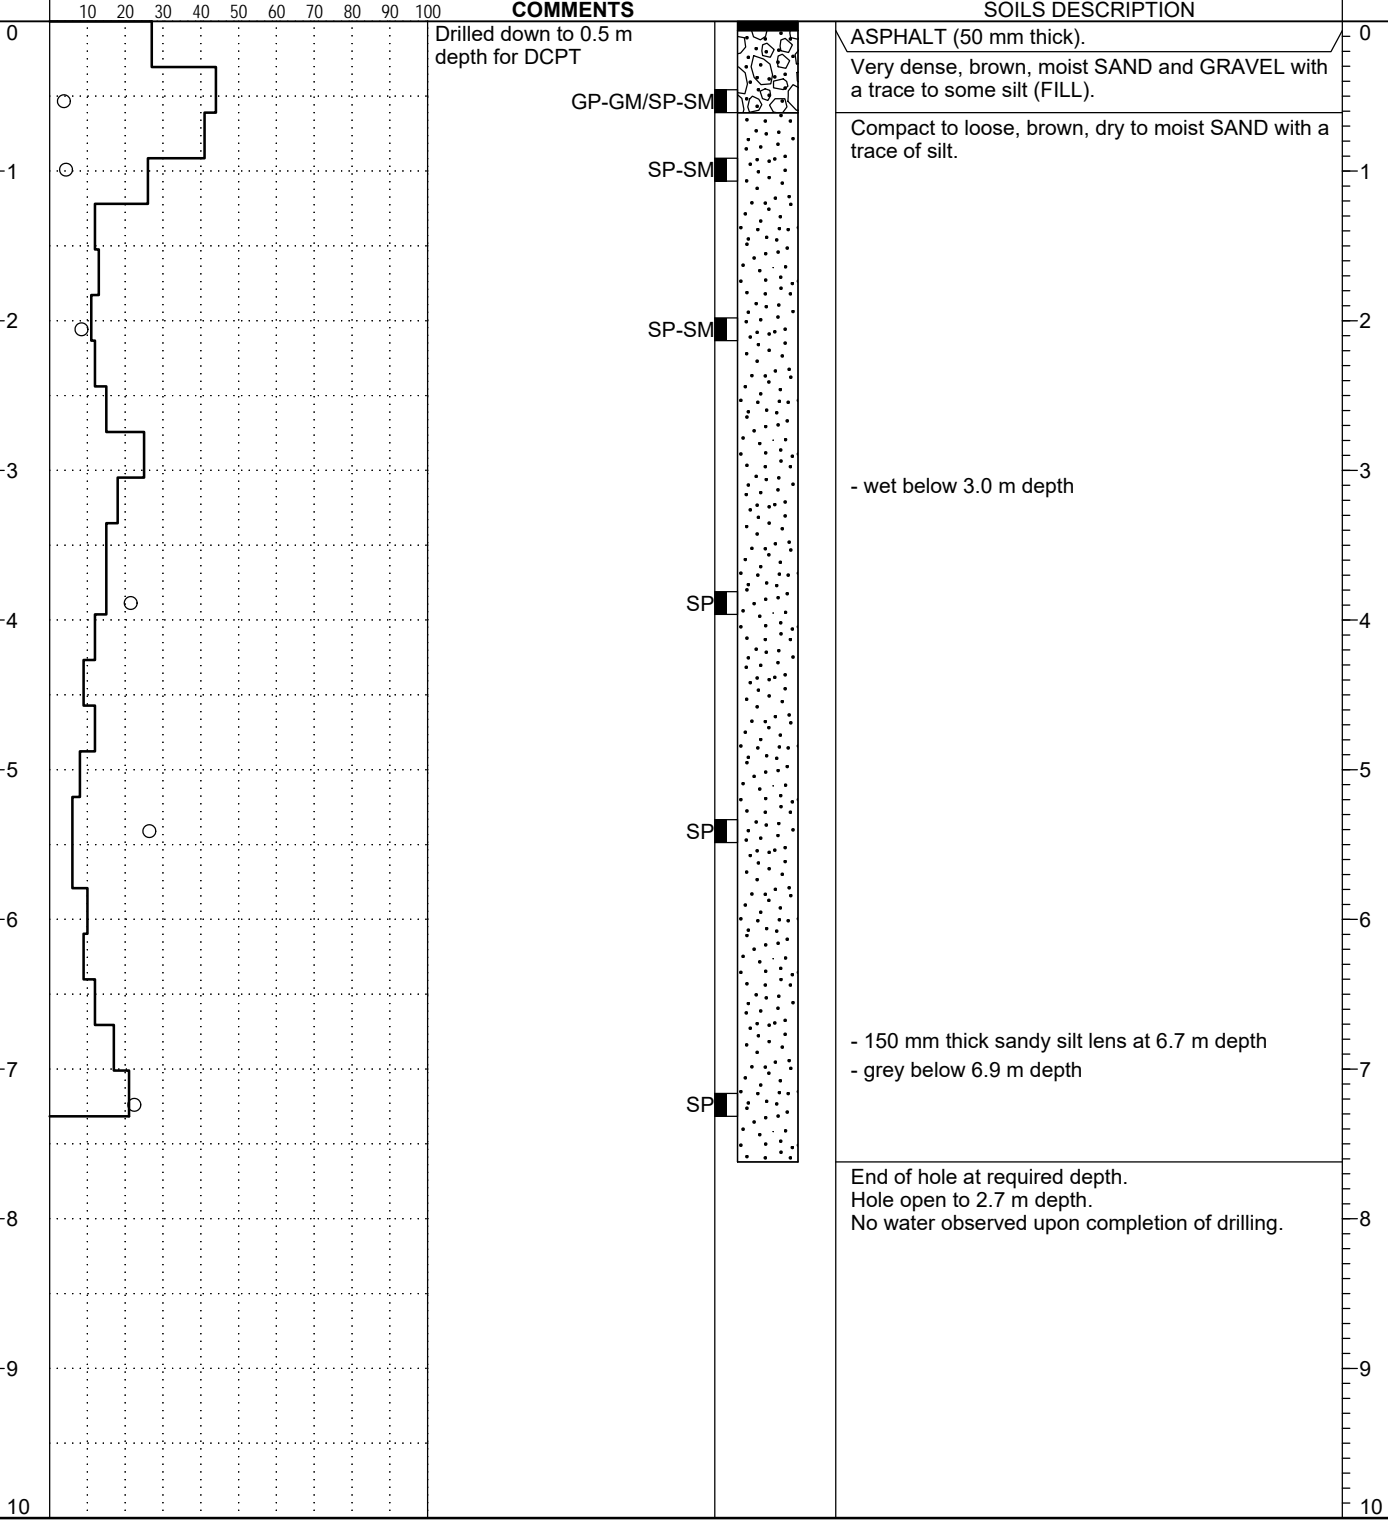 10 20 30 40 50 60 70 80 90 100 COMMENTS SOILS DESCRIPTION
0 Drilled down to 0.5 m ASPHALT (50 mm thick). 0
depth for DCPT Very dense, brown, moist SAND and GRAVEL with
GP-GM/SP-SM a trace to some silt (FILL).
Compact to loose, brown, dry to moist SAND with a
trace of silt.
1 SP-SM 1
2 SP-SM 2
3 3
- wet below 3.0 m depth
SP
4 4
5 5
SP
6 6
- 150 mm thick sandy silt lens at 6.7 m depth
7 - grey below 6.9 m depth 7
SP
End of hole at required depth.
Hole open to 2.7 m depth.
8 No water observed upon completion of drilling. 8
9 9
10 10